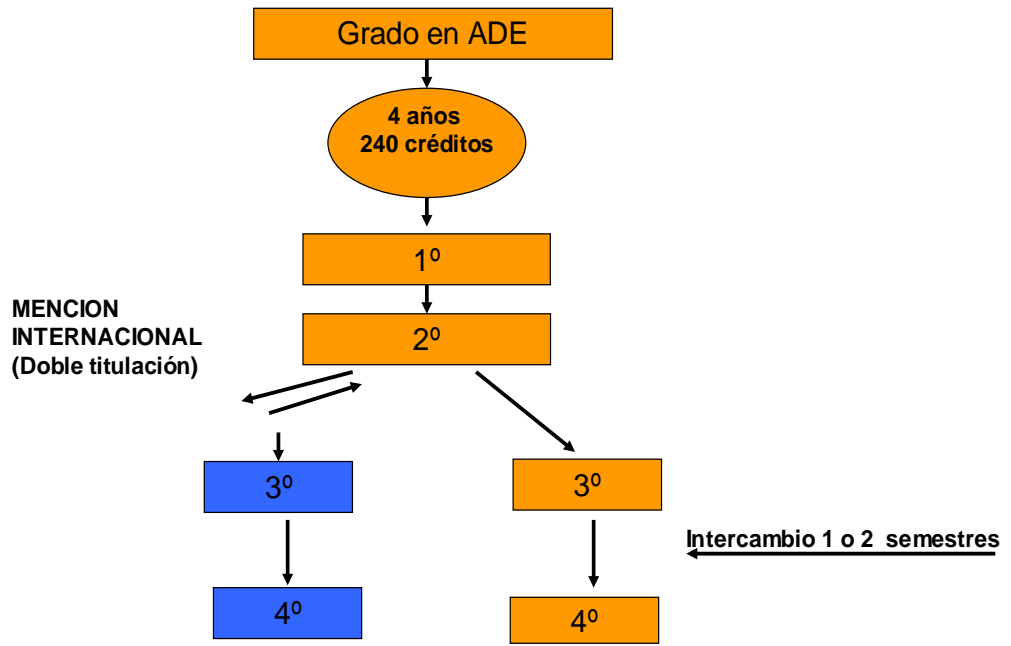 Grado en ADE
4 años
240 créditos
1º
2º
MENCION
INTERNACIONAL
(Doble titulación)
3º
3º
Intercambio 1 o 2 semestres
4º
4º